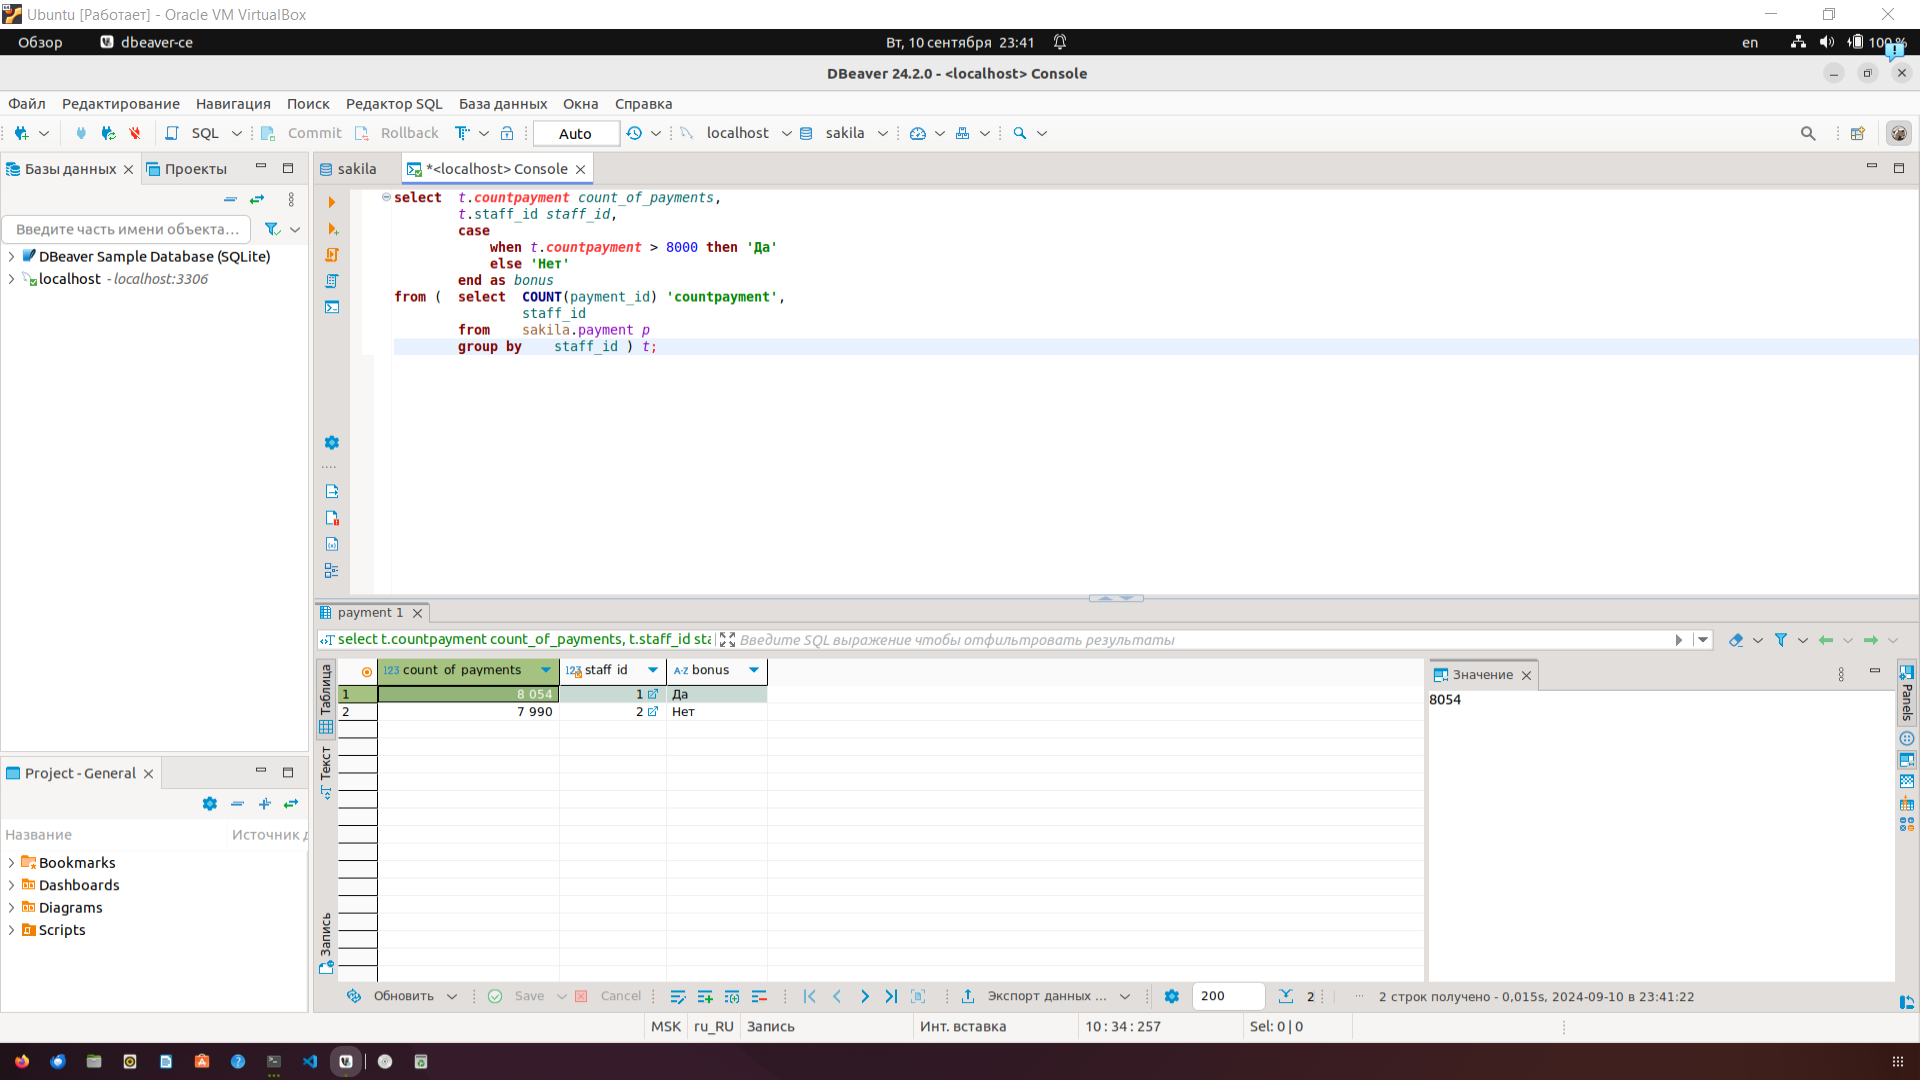 Ubuntu [Работает] - Oracle VM VirtualBox
Обзор dbeaver-ce Вт, 10 сентября 23:41 en 100 %
DBeaver 24.2.0 - <localhost> Console
Файл Редактирование Навигация Поиск Редактор SQL База данных Окна Справка
SQL Commit Rollback Auto localhost sakila
Базы данных Проекты
Введите часть имени объекта...
DBeaver Sample Database (SQLite)
localhost - localhost:3306
sakila *<localhost> Console
select t.countpayment count_of_payments,
t.staff_id staff_id,
case
when t.countpayment > 8000 then 'Да'
else 'Нет'
end as bonus
from ( select COUNT(payment_id) 'countpayment',
staff_id
from sakila.payment p
group by staff_id ) t;
payment 1
select t.countpayment count_of_payments, t.staff_id sta Введите SQL выражение чтобы отфильтровать результаты
Таблица
Текст
Запись
123 count_of_payments 123 staff_id A-Z bonus
1 8 054 1 Да
2 7 990 2 Нет
Значение
8054
Panels
Project - General
Название Источник д
Bookmarks
Dashboards
Diagrams
Scripts
Обновить Save Cancel Экспорт данных ... 200 2 ... 2 строк получено - 0,015s, 2024-09-10 в 23:41:22
MSK ru_RU Запись Инт. вставка 10 : 34 : 257 Sel: 0 | 0